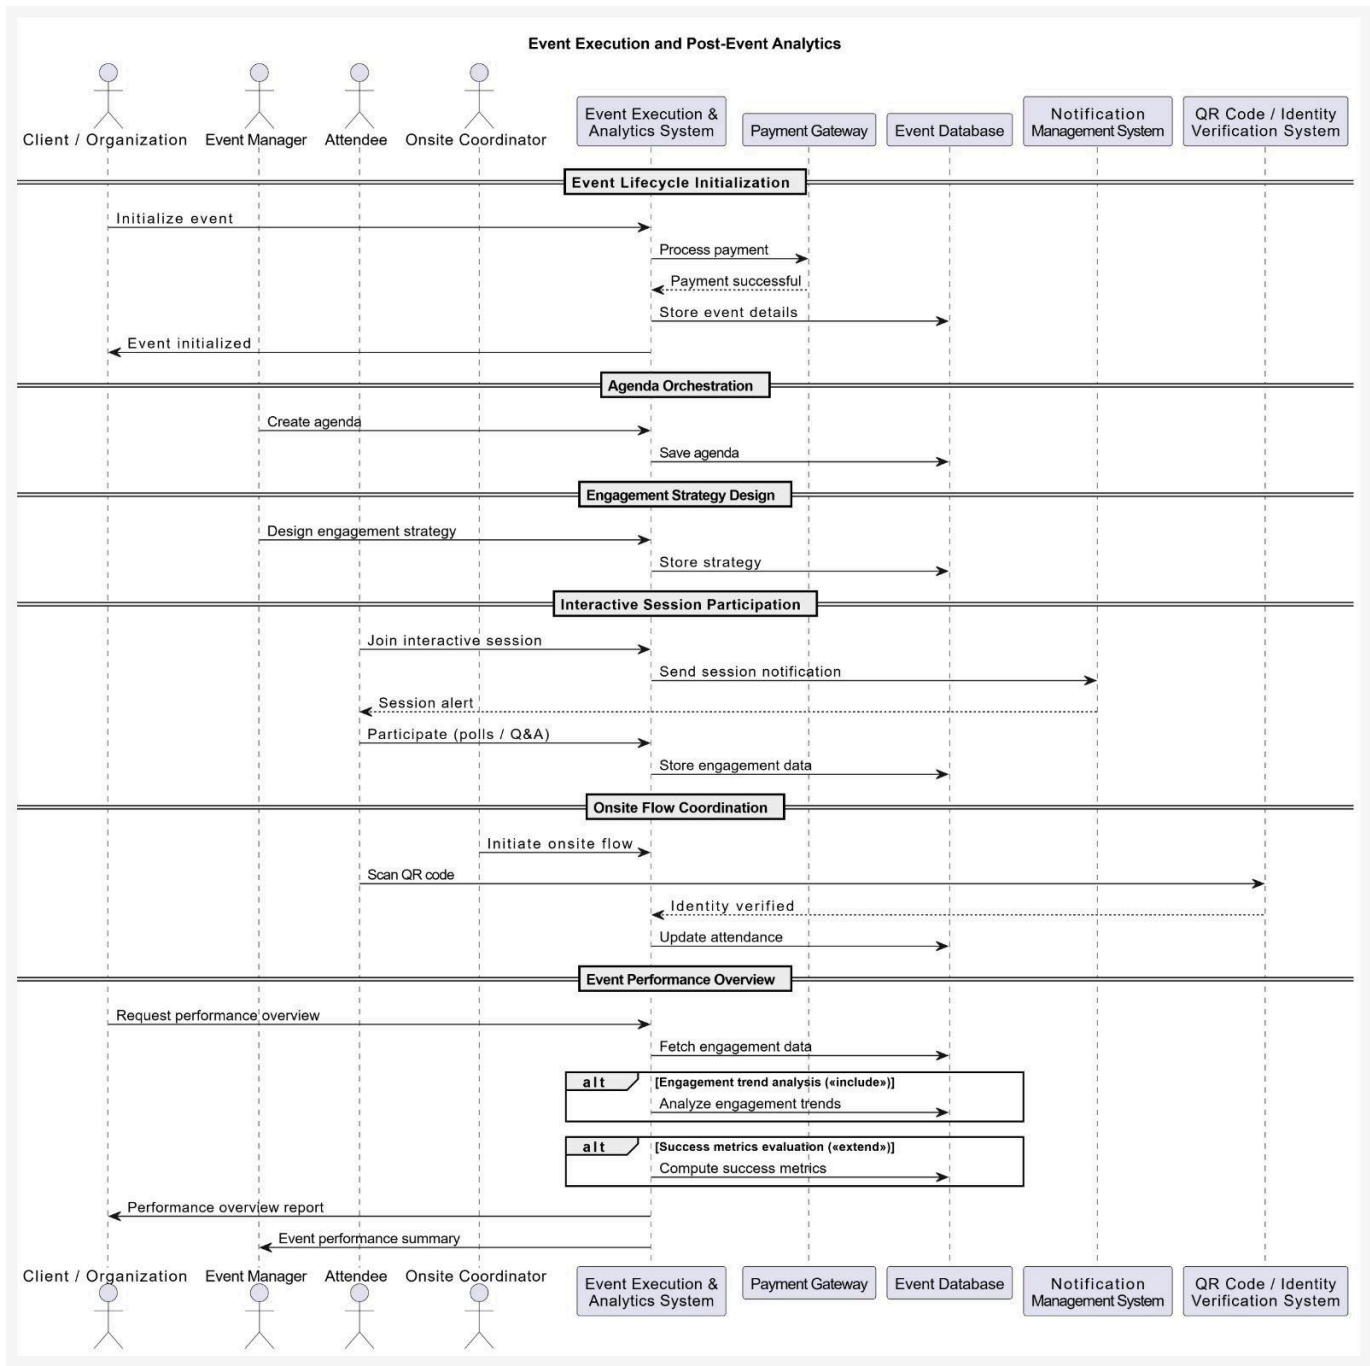 Event Execution and Post-Event Analytics
Client / Organization
Event Manager
Attendee
Onsite Coordinator
Event Execution &
Analytics System
Payment Gateway
Event Database
Notification
Management System
QR Code / Identity
Verification System
Event Lifecycle Initialization
Initialize event
Process payment
Payment successful
Store event details
Event initialized
Agenda Orchestration
Create agenda
Save agenda
Engagement Strategy Design
Design engagement strategy
Store strategy
Interactive Session Participation
Join interactive session
Send session notification
Session alert
Participate (polls / Q&A)
Store engagement data
Onsite Flow Coordination
Initiate onsite flow
Scan QR code
Identity verified
Update attendance
Event Performance Overview
Request performance overview
Fetch engagement data
alt
[Engagement trend analysis («include»)]
Analyze engagement trends
alt
[Success metrics evaluation («extend»)]
Compute success metrics
Performance overview report
Event performance summary
Client / Organization
Event Manager
Attendee
Onsite Coordinator
Event Execution &
Analytics System
Payment Gateway
Event Database
Notification
Management System
QR Code / Identity
Verification System